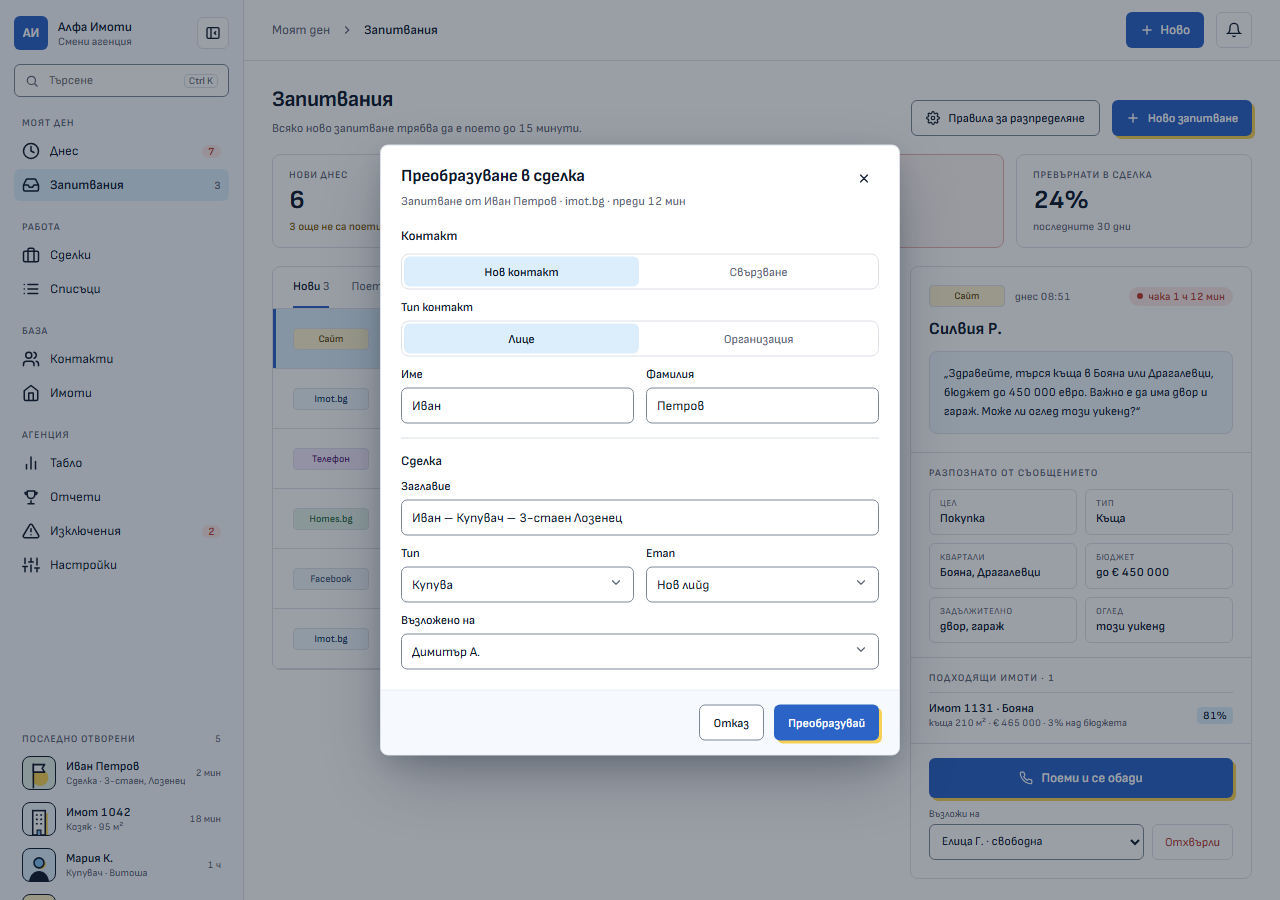 АИ
Алфа Имоти
Смени агенция
Търсене
Ctrl K
МОЯТ ДЕН
Днес
7
Запитвания
3
РАБОТА
Сделки
Списъци
БАЗА
Контакти
Имоти
АГЕНЦИЯ
Табло
Отчети
Изключения
2
Настройки
ПОСЛЕДНО ОТВОРЕНИ
5
Иван Петров
Сделка · 3-стаен, Лозенец
2 мин
Имот 1042
Козяк · 95 м²
18 мин
Мария К.
Купувач · Витоша
1 ч
Моят ден
Запитвания
Ново
Запитвания
Всяко ново запитване трябва да е поето до 15 минути.
Правила за разпределяне
Ново запитване
НОВИ ДНЕС
6
3 още не са поети
ПРЕВЪРНАТИ В СДЕЛКА
24%
последните 30 дни
Нови 3
Сайт
Imot.bg
Телефон
Homes.bg
Facebook
Imot.bg
Преобразуване в сделка
Запитване от Иван Петров · imot.bg · преди 12 мин
Контакт
Нов контакт
Свързване
Тип контакт
Лице
Организация
Име
Фамилия
Иван
Петров
Сделка
Заглавие
Иван — Купувач — 3-стаен Лозенец
Тип
Етап
Купува
Нов лийд
Възложено на
Димитър А.
Отказ
Преобразувай
Сайт
днес 08:51
чака 1 ч 12 мин
Силвия Р.
„Здравейте, търся къща в Бояна или Драгалевци,
бюджет до 450 000 евро. Важно е да има двор и
гараж. Може ли оглед този уикенд?“
РАЗПОЗНАТО ОТ СЪОБЩЕНИЕТО
ЦЕЛ
Покупка
ТИП
Къща
КВАРТАЛИ
Бояна, Драгалевци
БЮДЖЕТ
до € 450 000
ЗАДЪЛЖИТЕЛНО
двор, гараж
ОГЛЕД
този уикенд
ПОДХОДЯЩИ ИМОТИ · 1
Имот 1131 · Бояна
къща 210 м² · € 465 000 · 3% над бюджета
81%
Поеми и се обади
Възложи на
Елица Г. · свободна
Отхвърли